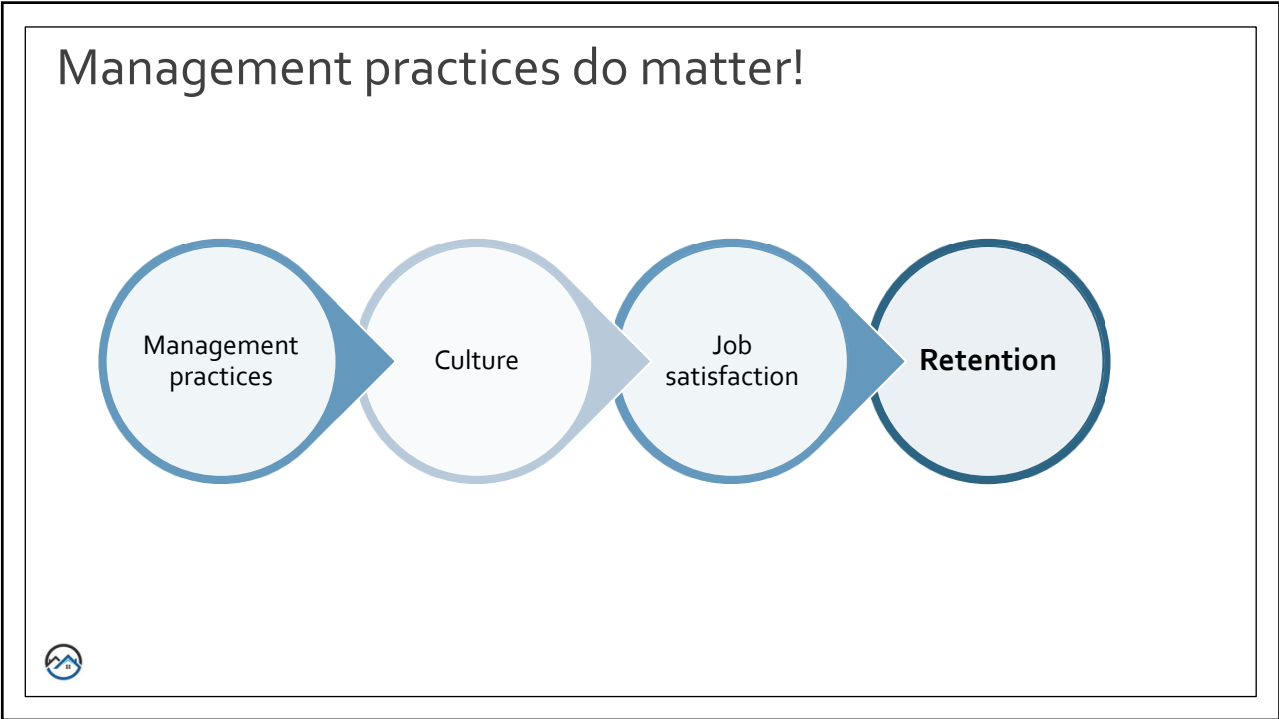 Management practices do matter!
Management
practices
Culture
Job
satisfaction
Retention